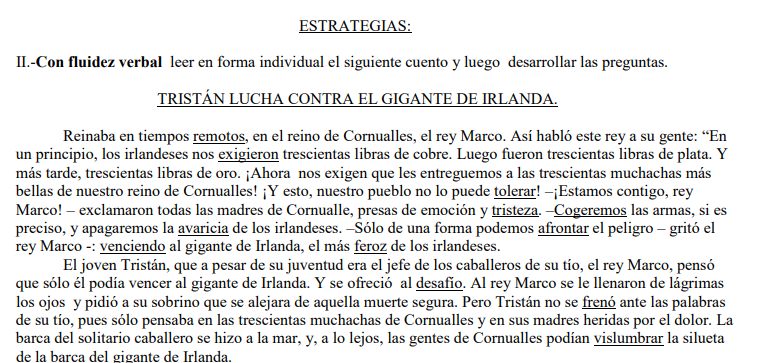 ESTRATEGIAS:
II.-Con fluidez verbal leer en forma individual el siguiente cuento y luego desarrollar las preguntas.
TRISTÁN LUCHA CONTRA EL GIGANTE DE IRLANDA.
Reinaba en tiempos remotos, en el reino de Cornualles, el rey Marco. Así habló este rey a su gente: “En
un principio, los irlandeses nos exigieron trescientas libras de cobre. Luego fueron trescientas libras de plata. Y
más tarde, trescientas libras de oro. ¡Ahora nos exigen que les entreguemos a las trescientas muchachas más
bellas de nuestro reino de Cornualles! ¡Y esto, nuestro pueblo no lo puede tolerar! –¡Estamos contigo, rey
Marco! – exclamaron todas las madres de Cornualle, presas de emoción y tristeza. –Cogeremos las armas, si es
preciso, y apagaremos la avaricia de los irlandeses. –Sólo de una forma podemos afrontar el peligro – gritó el
rey Marco -: venciendo al gigante de Irlanda, el más feroz de los irlandeses.
El joven Tristán, que a pesar de su juventud era el jefe de los caballeros de su tío, el rey Marco, pensó
que sólo él podía vencer al gigante de Irlanda. Y se ofreció al desafío. Al rey Marco se le llenaron de lágrimas
los ojos y pidió a su sobrino que se alejara de aquella muerte segura. Pero Tristán no se frenó ante las palabras
de su tío, pues sólo pensaba en las trescientas muchachas de Cornualles y en sus madres heridas por el dolor. La
barca del solitario caballero se hizo a la mar, y, a lo lejos, las gentes de Cornualles podían vislumbrar la silueta
de la barca del gigante de Irlanda.